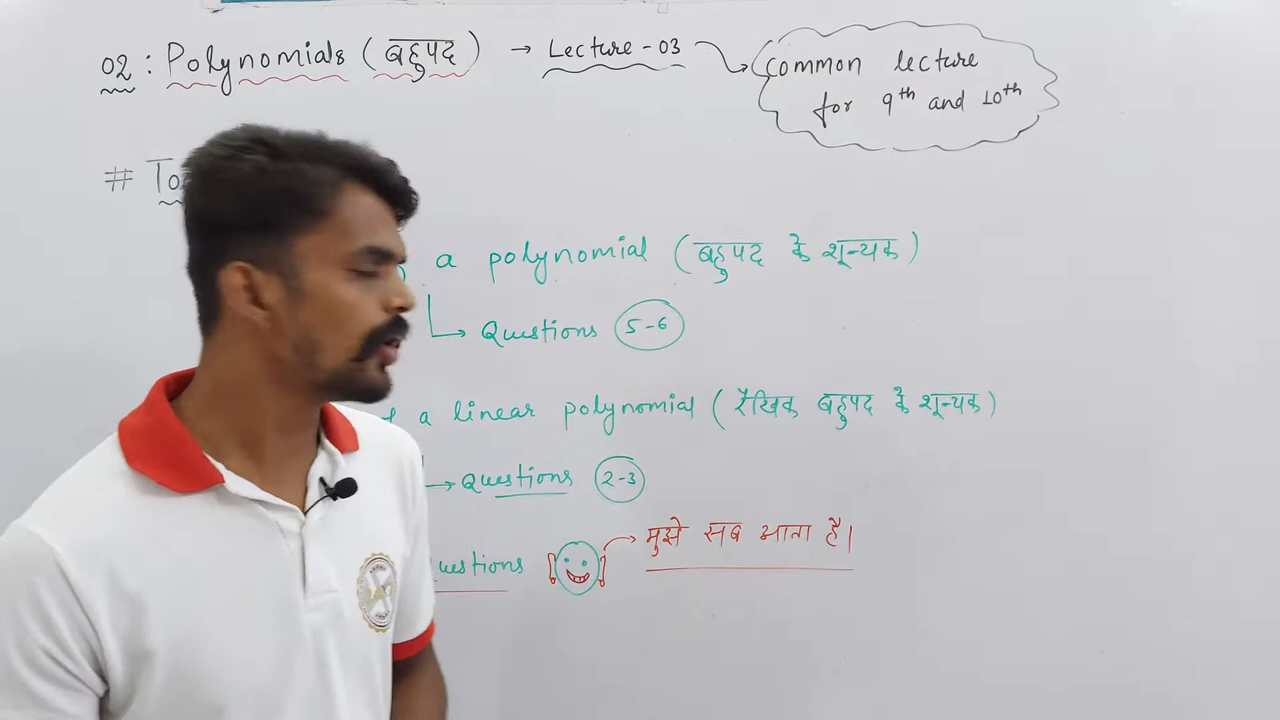 02 : Polynomials (बहुपद) → Lecture - 03
common lecture
for 9th and 10th
# To
a polynomial (बहुपद के शून्यक)
Questions 5-6
a linear polynomial (रैखिक बहुपद के शून्यक)
Questions 2-3
uestions
मुझे सब आता है।